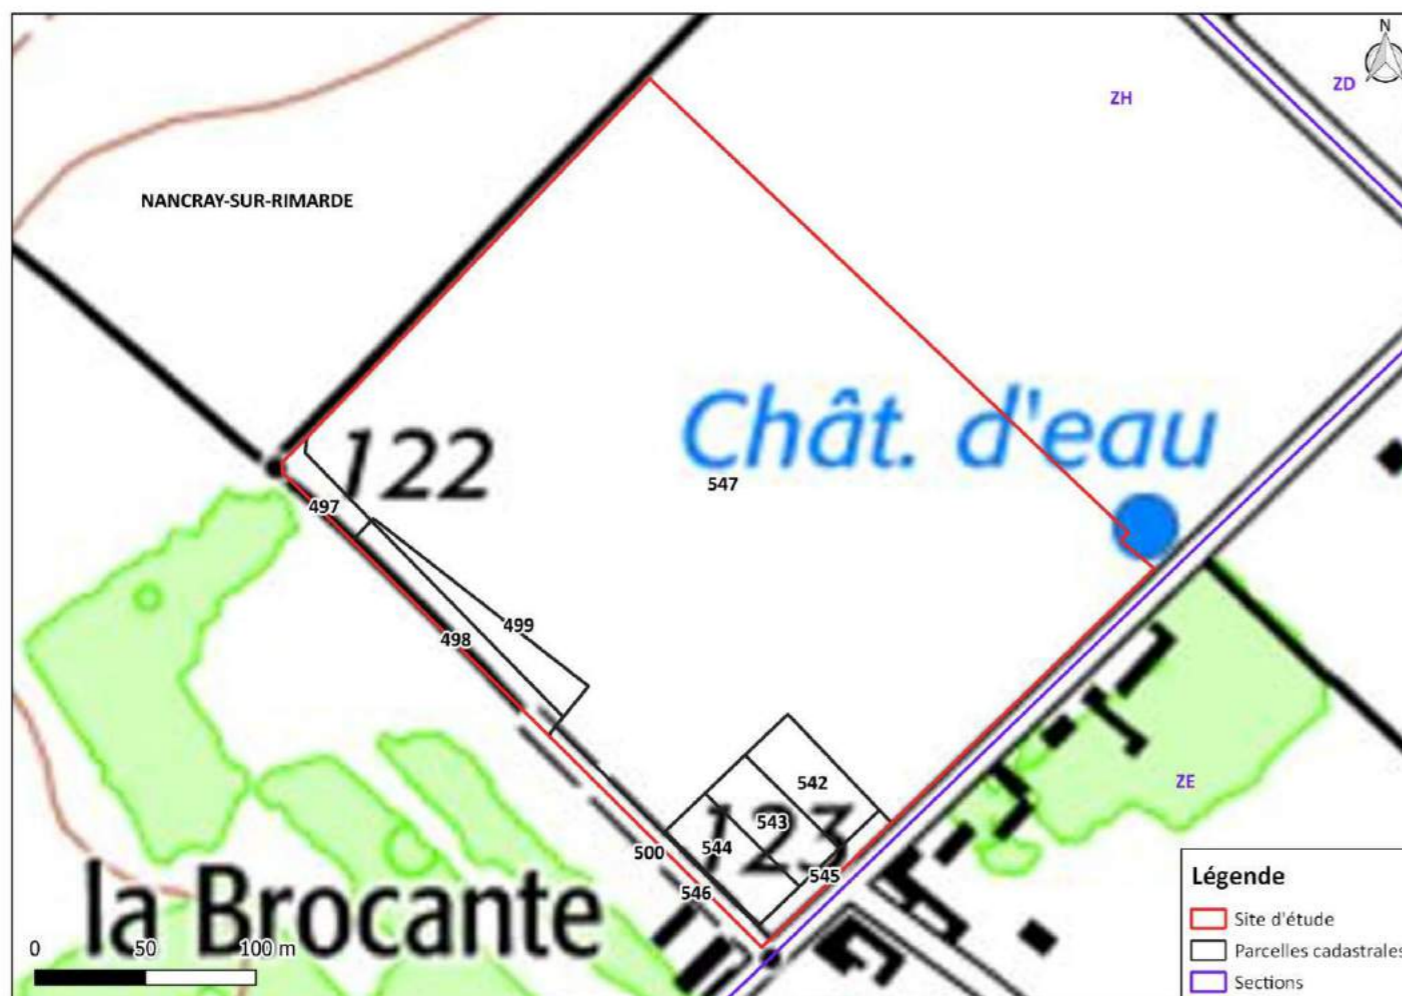 N
ZD
ZH
NANCRAY-SUR-RIMARDE
Chât. d'eau
122
547
497
499
498
ZE
542
123
543
544
500
545
546
la Brocante
0 50 100 m
Légende
Site d'étude
Parcelles cadastrales
Sections